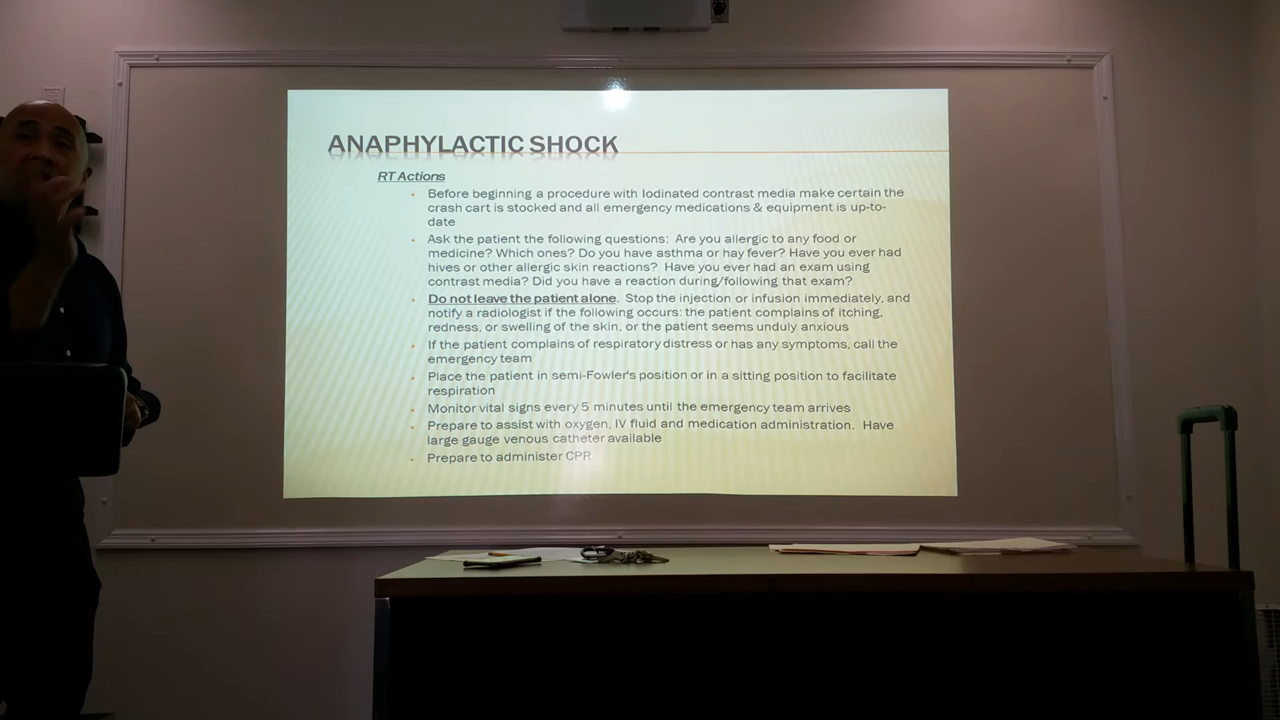 ANAPHYLACTIC SHOCK
RT Actions
Before beginning a procedure with Iodinated contrast media make certain the
crash cart is stocked and all emergency medications & equipment is up-to-
date
Ask the patient the following questions: Are you allergic to any food or
medicine? Which ones? Do you have asthma or hay fever? Have you ever had
hives or other allergic skin reactions? Have you ever had an exam using
contrast media? Did you have a reaction during/following that exam?
Do not leave the patient alone. Stop the injection or infusion immediately, and
notify a radiologist if the following occurs: the patient complains of itching,
redness, or swelling of the skin, or the patient seems unduly anxious
If the patient complains of respiratory distress or has any symptoms, call the
emergency team
Place the patient in semi-Fowler's position or in a sitting position to facilitate
respiration
Monitor vital signs every 5 minutes until the emergency team arrives
Prepare to assist with oxygen, IV fluid and medication administration. Have
large gauge venous catheter available
Prepare to administer CPR